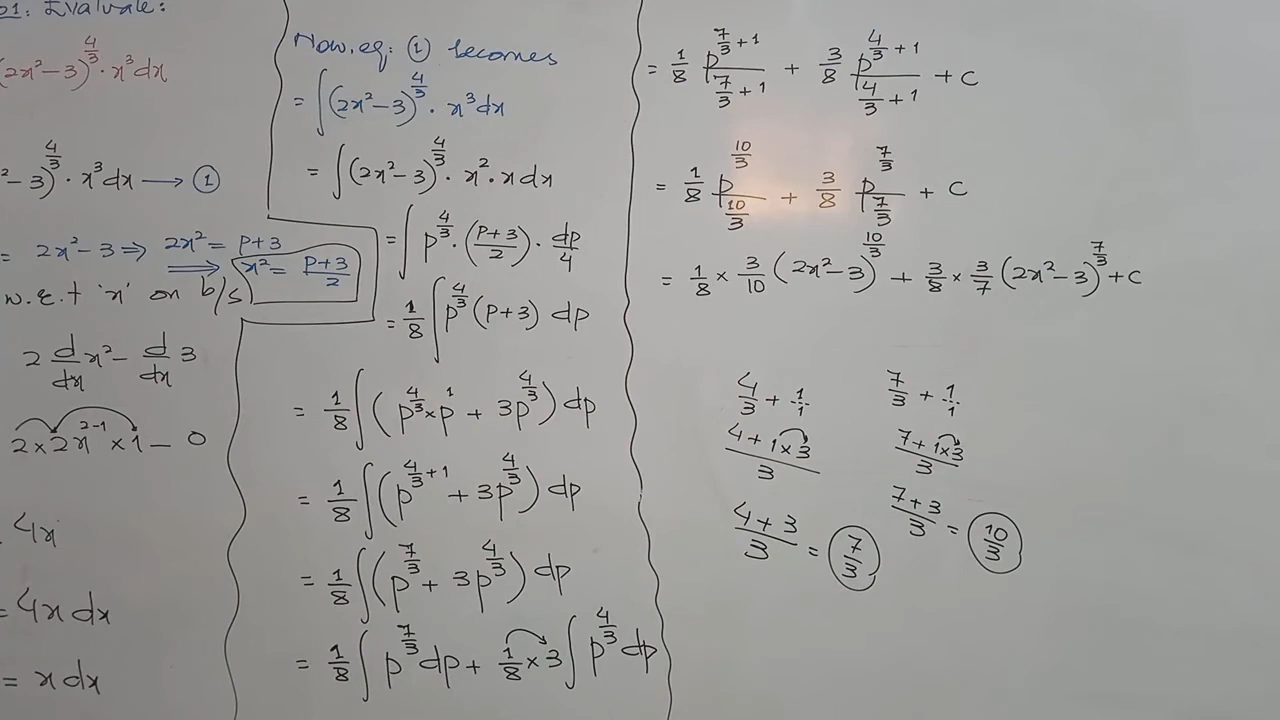 01. Evaluate:
(2x²-3)^{4/3} · x³dx
²-3)^{4/3} · x³dx → ①
= 2x²-3 ⇒ 2x² = p+3
⇒ x² = (p+3)/2
w.r.t 'x' on b/s
2 d/dx x² - d/dx 3
2×2x^{2-1}×1 - 0
4x
= 4x dx
= x dx
Now. eq: ① becomes
= ∫(2x²-3)^{4/3} · x³dx
= ∫(2x²-3)^{4/3} · x² · x dx
= ∫ p^{4/3} · ((p+3)/2) · dp/4
= 1/8 ∫ p^{4/3} (p+3) dp
= 1/8 ∫ (p^{4/3} × p^1 + 3p^{4/3}) dp
= 1/8 ∫ (p^{4/3 + 1} + 3p^{4/3}) dp
= 1/8 ∫ (p^{7/3} + 3p^{4/3}) dp
= 1/8 ∫ p^{7/3} dp + 1/8 × 3 ∫ p^{4/3} dp
= 1/8 p^{7/3 + 1}/(7/3 + 1) + 3/8 p^{4/3 + 1}/(4/3 + 1) + c
= 1/8 p^{10/3}/(10/3) + 3/8 p^{7/3}/(7/3) + c
= 1/8 × 3/10 (2x²-3)^{10/3} + 3/8 × 3/7 (2x²-3)^{7/3} + c
4/3 + 1/1
(4+1×3)/3
(4+3)/3 = 7/3
7/3 + 1/1
(7+1×3)/3
(7+3)/3 = 10/3